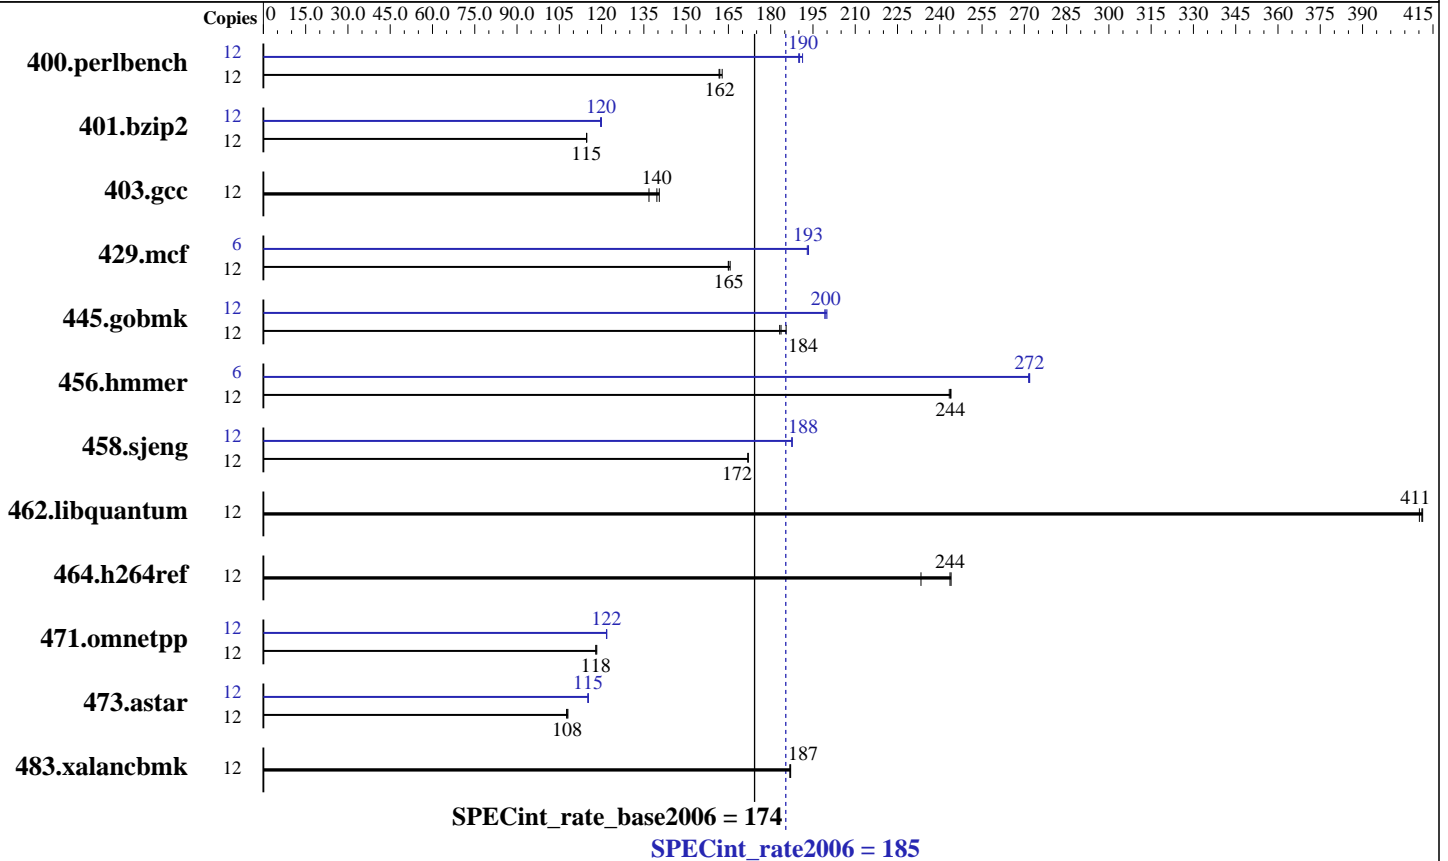 Copies 0 15.0 30.0 45.0 60.0 75.0 90.0 105 120 135 150 165 180 195 210 225 240 255 270 285 300 315 330 345 360 375 390 415
400.perlbench 12 190
12 162
401.bzip2 12 120
12 115
403.gcc 12 140
429.mcf 6 193
12 165
445.gobmk 12 200
12 184
456.hmmer 6 272
12 244
458.sjeng 12 188
12 172
462.libquantum 12 411
464.h264ref 12 244
471.omnetpp 12 122
12 118
473.astar 12 115
12 108
483.xalancbmk 12 187
SPECint_rate_base2006 = 174
SPECint_rate2006 = 185